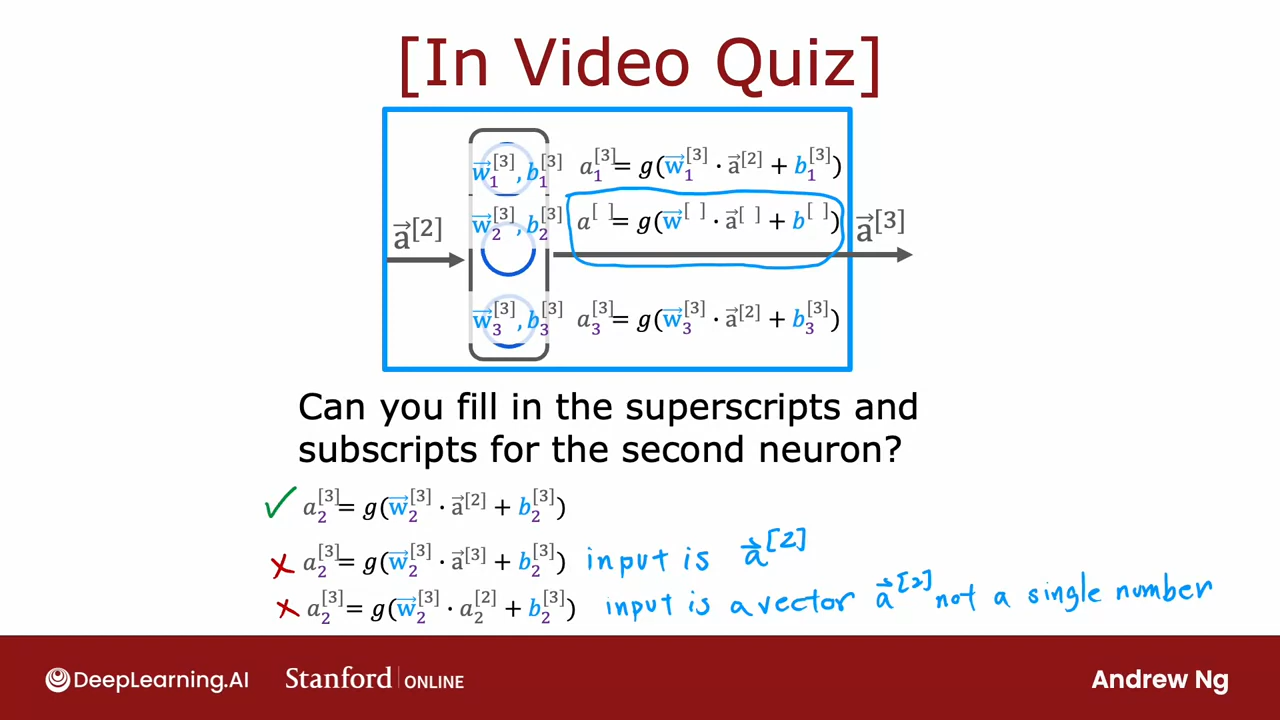 [In Video Quiz]
w⃗₁^[3], b₁^[3] a₁^[3] = g(w⃗₁^[3] · a⃗^[2] + b₁^[3])
w⃗₂^[3], b₂^[3] a^[ ] = g(w⃗^[ ] · a⃗^[ ] + b^[ ])
a⃗^[2] a⃗^[3]
w⃗₃^[3], b₃^[3] a₃^[3] = g(w⃗₃^[3] · a⃗^[2] + b₃^[3])
Can you fill in the superscripts and
subscripts for the second neuron?
✓ a₂^[3] = g(w⃗₂^[3] · a⃗^[2] + b₂^[3])
✗ a₂^[3] = g(w⃗₂^[3] · a⃗^[3] + b₂^[3]) input is a⃗^[2]
✗ a₂^[3] = g(w⃗₂^[3] · a₂^[2] + b₂^[3]) input is a vector a⃗^[2] not a single number
DeepLearning.AI Stanford | ONLINE Andrew Ng